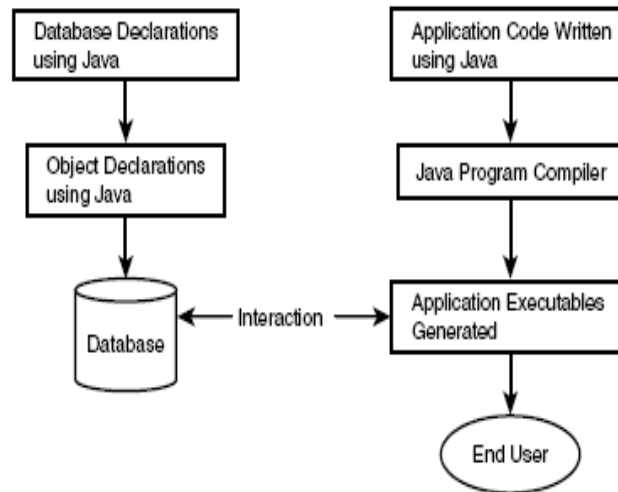 Database Declarations
using Java
Application Code Written
using Java
Object Declarations
using Java
Java Program Compiler
Database
Interaction
Application Executables
Generated
End User